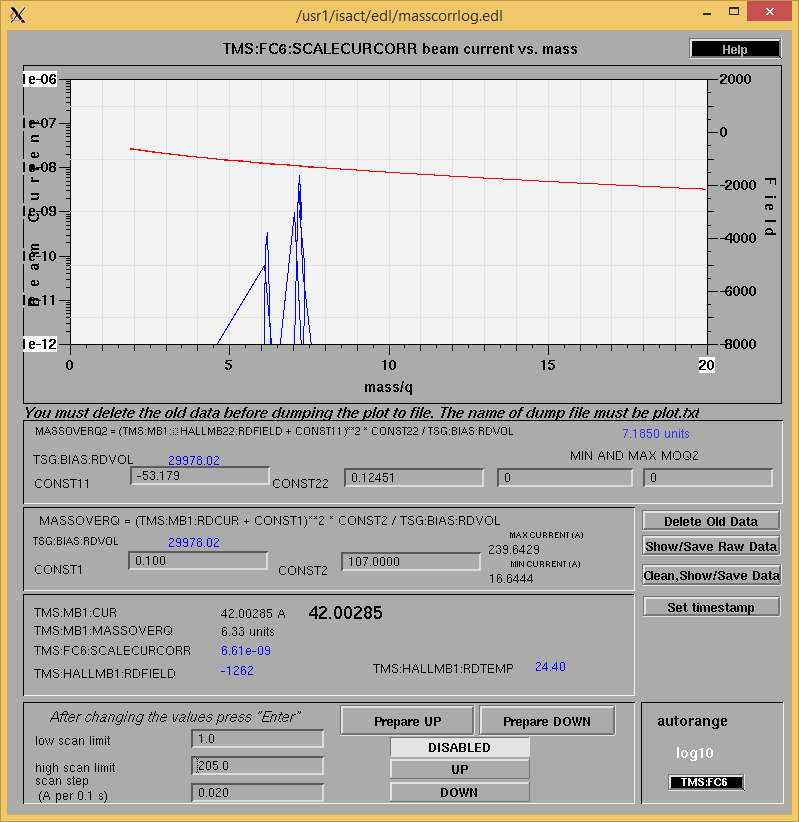 /usr1/isact/edl/masscorrlog.edl
TMS:FC6:SCALECURCORR beam current vs. mass
Help
1e-06
1e-07
1e-08
1e-09
1e-10
1e-11
1e-12
Beam Current
2000
0
-2000
-4000
-6000
-8000
Field
0 5 10 15 20
mass/q
You must delete the old data before dumping the plot to file. The name of dump file must be plot.txt
MASSOVERQ2 = (TMS:MB1: HALLMB22:RDFIELD + CONST11)**2 * CONST22 / TSG:BIAS:RDVOL
7.1850 units
TSG:BIAS:RDVOL 29978.02
MIN AND MAX MOQ2
CONST11 -53.179 CONST22 0.12451 0 0
MASSOVERQ = (TMS:MB1:RDCUR + CONST1)**2 * CONST2 / TSG:BIAS:RDVOL
TSG:BIAS:RDVOL 29978.02
MAX CURRENT (A)
239.6429
CONST1 0.100 CONST2 107.0000
MIN CURRENT (A)
16.6444
Delete Old Data
Show/Save Raw Data
Clean,Show/Save Data
Set timestamp
TMS:MB1:CUR 42.00285 A 42.00285
TMS:MB1:MASSOVERQ 6.33 units
TMS:FC6:SCALECURCORR 6.61e-09
TMS:HALLMB1:RDFIELD -1262
TMS:HALLMB1:RDTEMP 24.40
After changing the values press "Enter"
low scan limit 1.0
high scan limit 205.0
scan step
(A per 0.1 s) 0.020
Prepare UP Prepare DOWN
DISABLED
UP
DOWN
autorange
log10
TMS:FC6